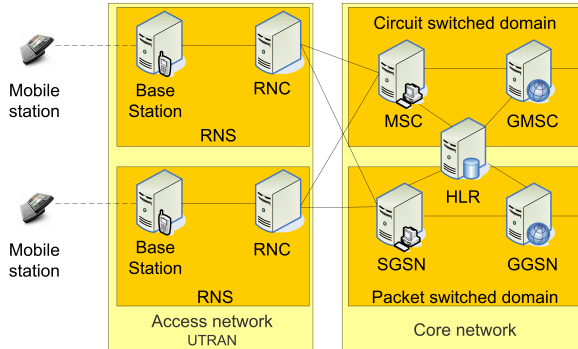 Mobile
station
Base
Station
RNC
RNS
Mobile
station
Base
Station
RNC
RNS
Access network
UTRAN
Circuit switched domain
MSC
GMSC
HLR
SGSN
GGSN
Packet switched domain
Core network